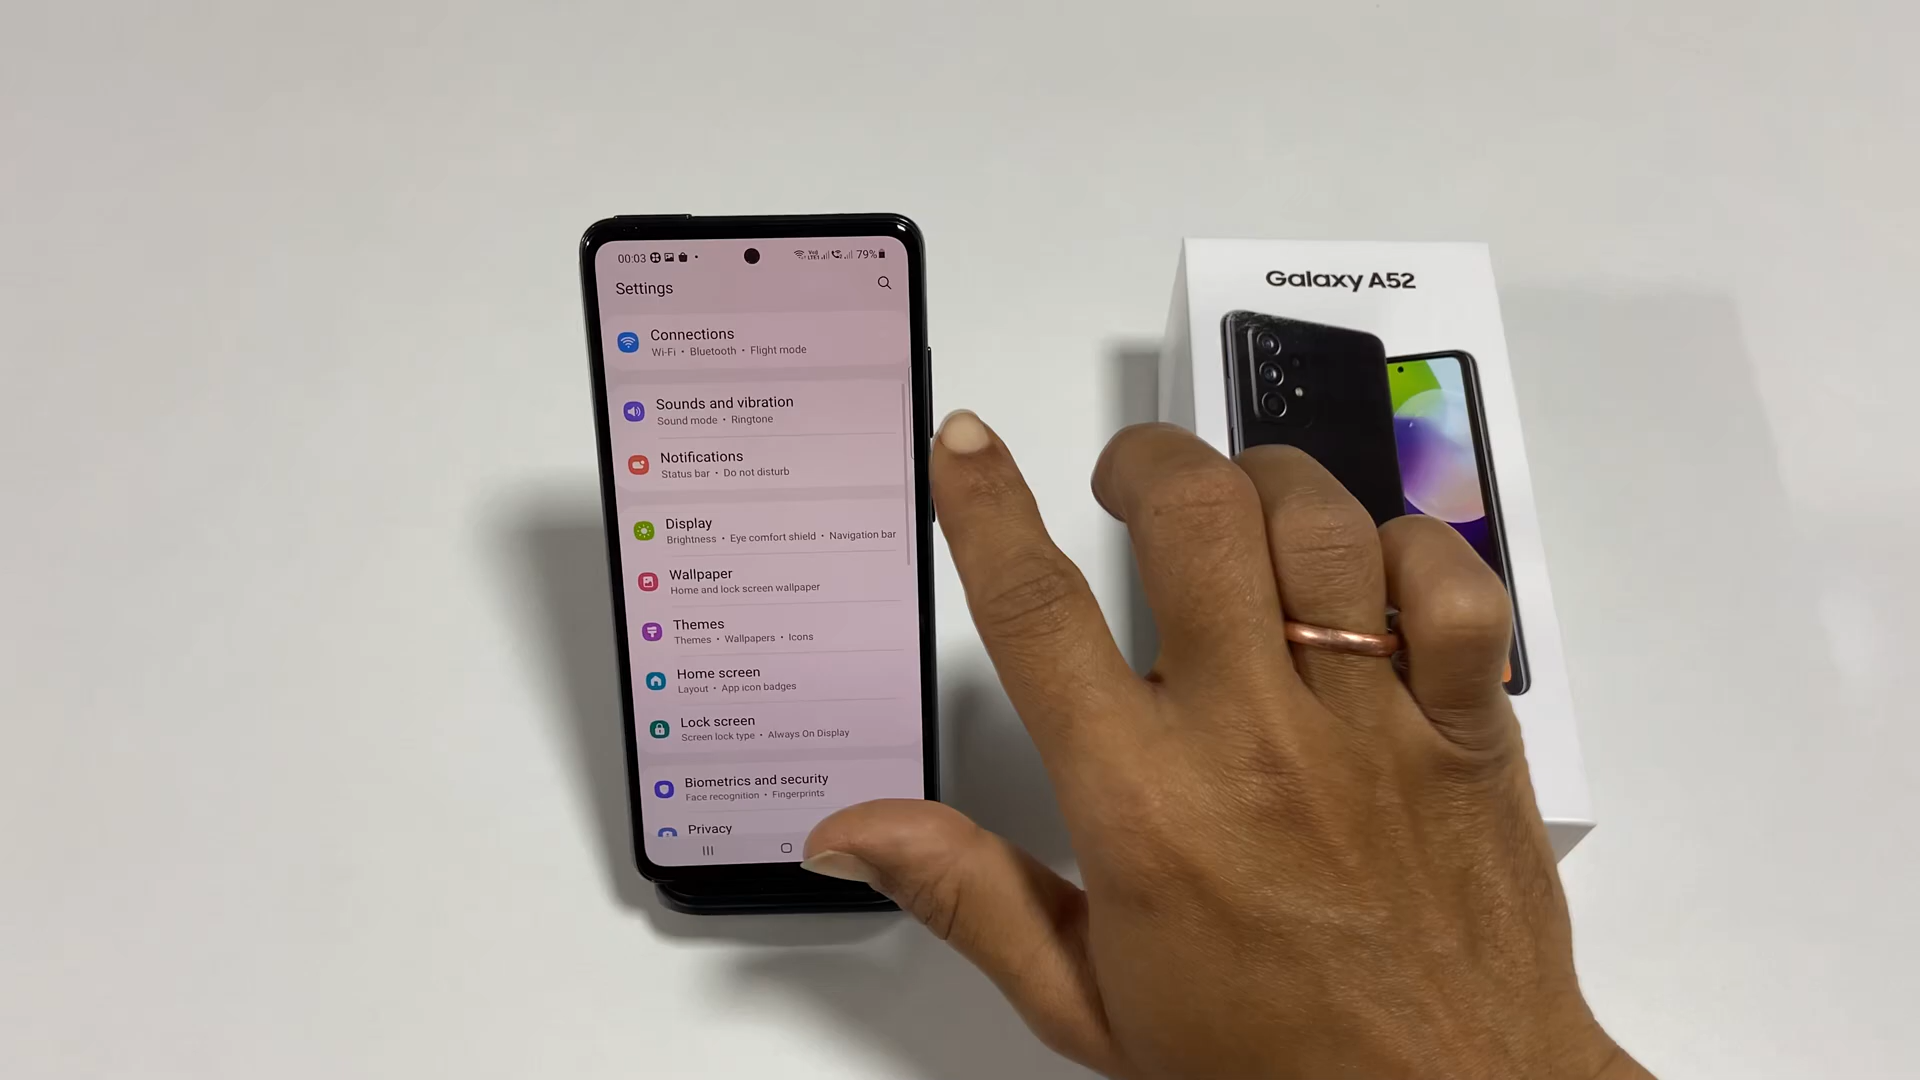 00:03 79%
Settings
Connections
Wi-Fi • Bluetooth • Flight mode
Sounds and vibration
Sound mode • Ringtone
Notifications
Status bar • Do not disturb
Display
Brightness • Eye comfort shield • Navigation bar
Wallpaper
Home and lock screen wallpaper
Themes
Themes • Wallpapers • Icons
Home screen
Layout • App icon badges
Lock screen
Screen lock type • Always On Display
Biometrics and security
Face recognition • Fingerprints
Privacy
Galaxy A52